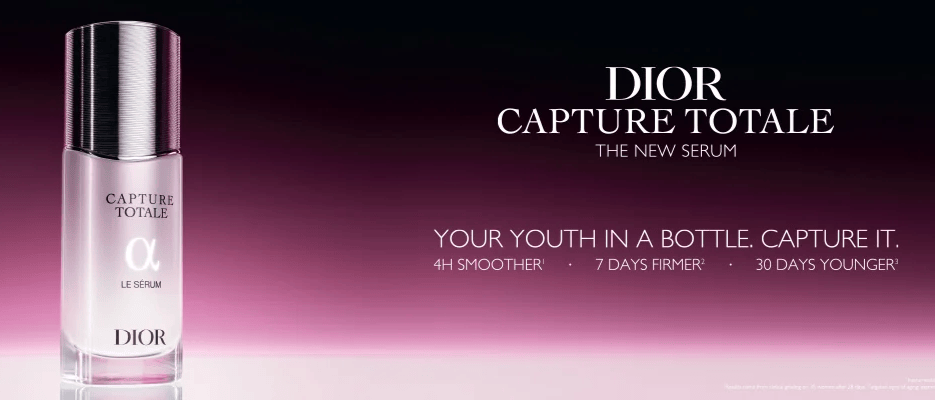 DIOR
CAPTURE TOTALE
THE NEW SERUM
YOUR YOUTH IN A BOTTLE. CAPTURE IT.
4H SMOOTHER¹ · 7 DAYS FIRMER² · 30 DAYS YOUNGER³
CAPTURE
TOTALE
α
LE SÉRUM
DIOR